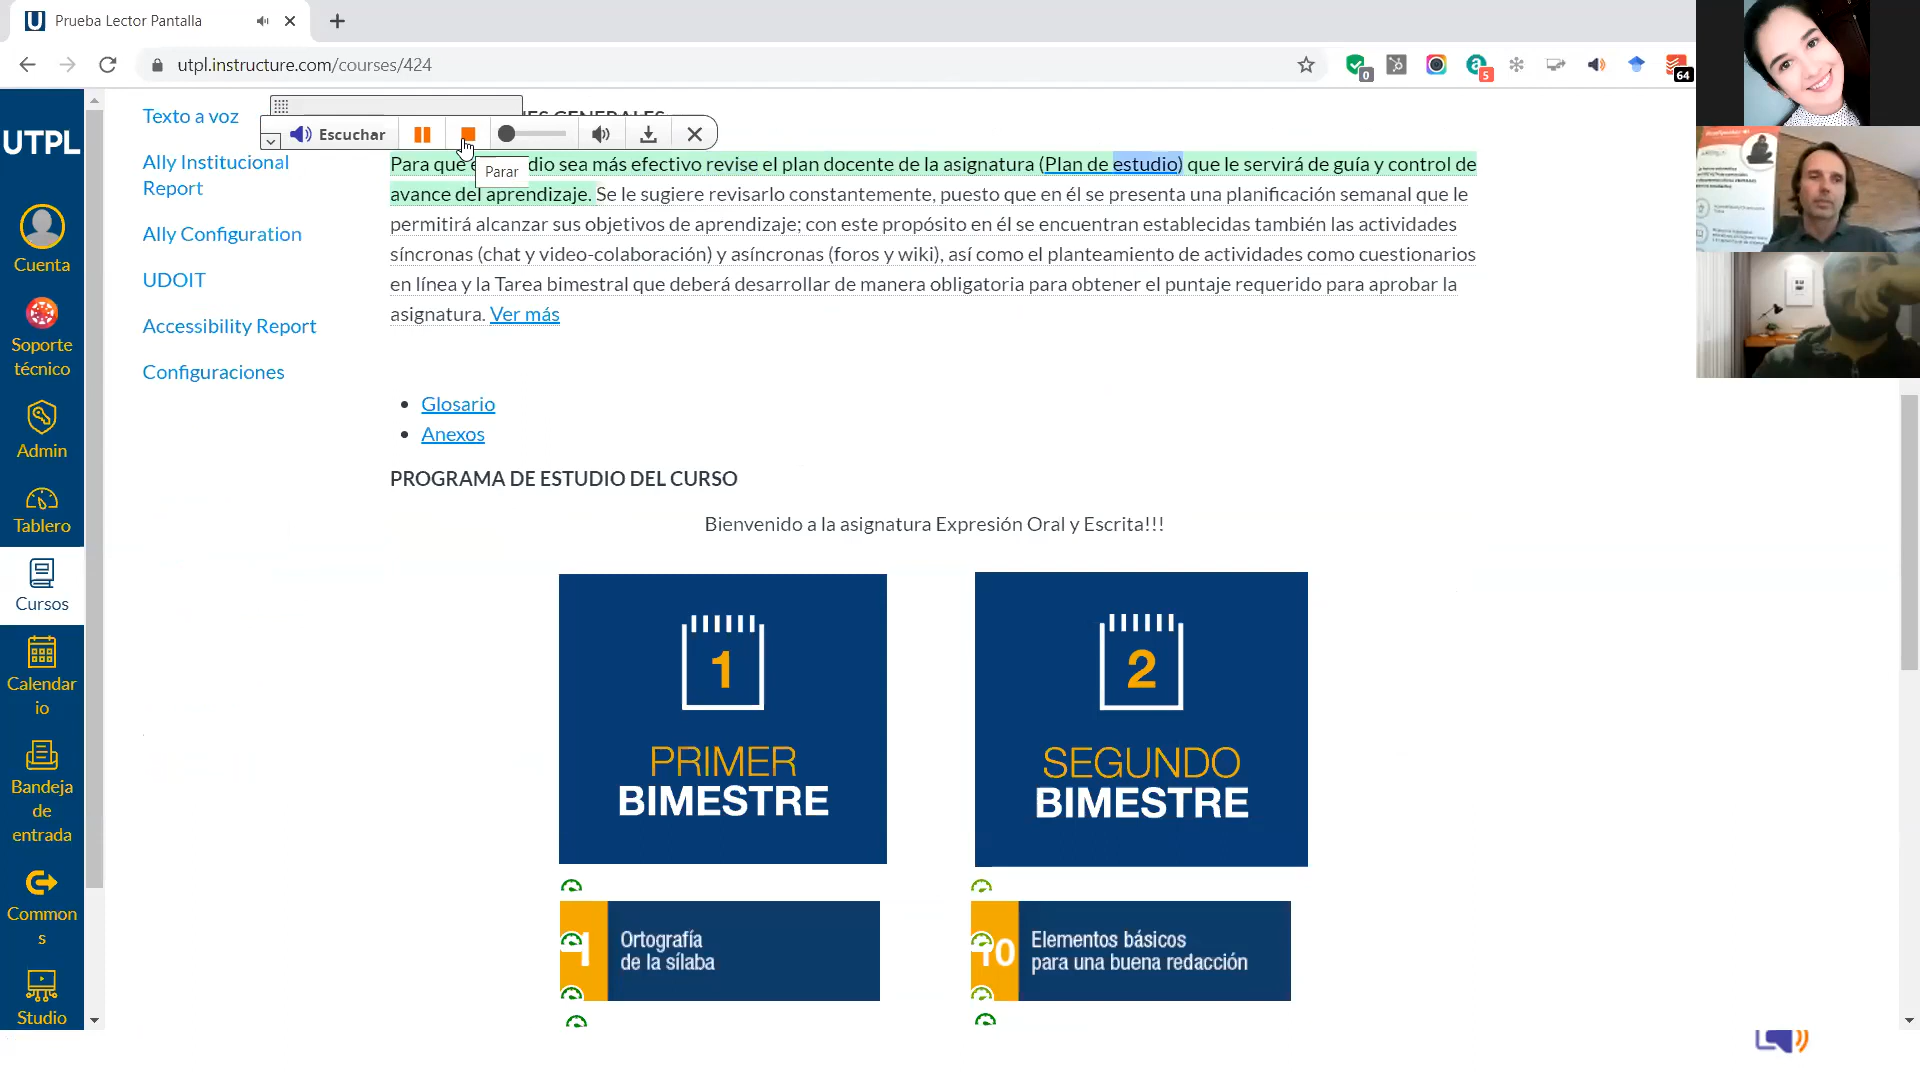 Prueba Lector Pantalla
utpl.instructure.com/courses/424
0
5
64
UTPL
Cuenta
Soporte
técnico
Admin
Tablero
Cursos
Calendar
io
Bandeja
de
entrada
Common
s
Studio
Texto a voz
Ally Institutional
Report
Ally Configuration
UDOIT
Accessibility Report
Configuraciones
GENERALES
Escuchar
Parar
Para que dio sea más efectivo revise el plan docente de la asignatura (Plan de estudio) que le servirá de guía y control de
avance del aprendizaje. Se le sugiere revisarlo constantemente, puesto que en él se presenta una planificación semanal que le
permitirá alcanzar sus objetivos de aprendizaje; con este propósito en él se encuentran establecidas también las actividades
síncronas (chat y video-colaboración) y asíncronas (foros y wiki), así como el planteamiento de actividades como cuestionarios
en línea y la Tarea bimestral que deberá desarrollar de manera obligatoria para obtener el puntaje requerido para aprobar la
asignatura. Ver más
Glosario
Anexos
PROGRAMA DE ESTUDIO DEL CURSO
Bienvenido a la asignatura Expresión Oral y Escrita!!!
1
PRIMER
BIMESTRE
2
SEGUNDO
BIMESTRE
1
Ortografía
de la sílaba
10
Elementos básicos
para una buena redacción